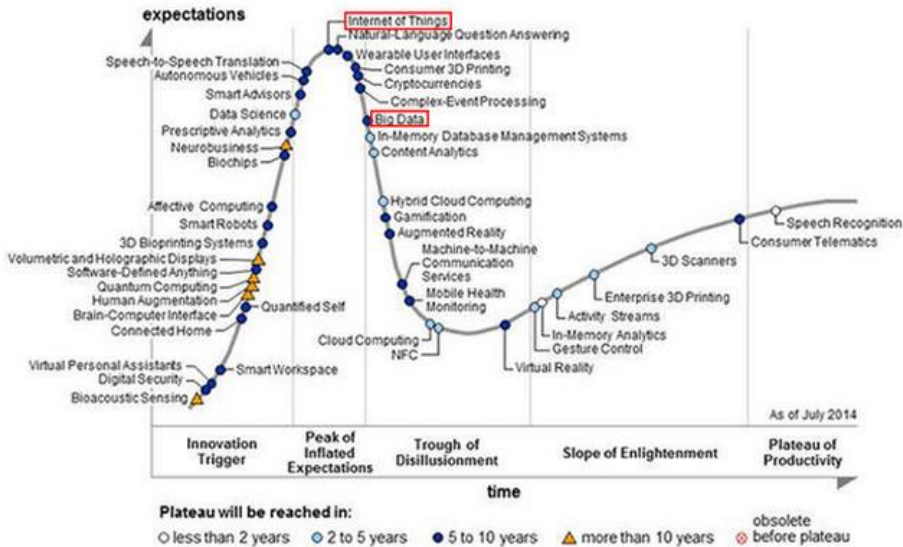 expectations
Internet of Things
Natural-Language Question Answering
Wearable User Interfaces
Consumer 3D Printing
Cryptocurrencies
Complex-Event Processing
Speech-to-Speech Translation
Autonomous Vehicles
Smart Advisors
Data Science
Prescriptive Analytics
Neurobusiness
Biochips
Big Data
In-Memory Database Management Systems
Content Analytics
Hybrid Cloud Computing
Gamification
Augmented Reality
Machine-to-Machine
Communication
Services
Mobile Health
Monitoring
Affective Computing
Smart Robots
3D Bioprinting Systems
Volumetric and Holographic Displays
Software-Defined Anything
Quantum Computing
Human Augmentation
Brain-Computer Interface
Connected Home
Quantified Self
Virtual Personal Assistants
Digital Security
Bioacoustic Sensing
Smart Workspace
Cloud Computing
NFC
Virtual Reality
Gesture Control
In-Memory Analytics
Activity Streams
Enterprise 3D Printing
3D Scanners
Consumer Telematics
Speech Recognition
As of July 2014
Innovation
Trigger
Peak of
Inflated
Expectations
Trough of
Disillusionment
Slope of Enlightenment
Plateau of
Productivity
time
Plateau will be reached in:
less than 2 years
2 to 5 years
5 to 10 years
more than 10 years
obsolete
before plateau